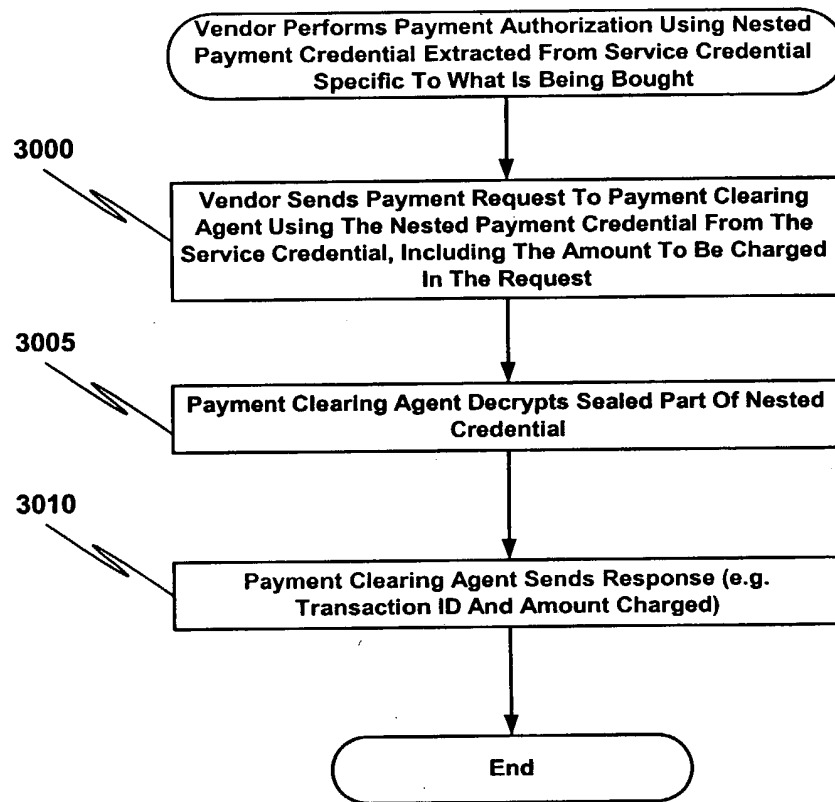 Vendor Performs Payment Authorization Using Nested
Payment Credential Extracted From Service Credential
Specific To What Is Being Bought
3000
Vendor Sends Payment Request To Payment Clearing
Agent Using The Nested Payment Credential From The
Service Credential, Including The Amount To Be Charged
In The Request
3005
Payment Clearing Agent Decrypts Sealed Part Of Nested
Credential
3010
Payment Clearing Agent Sends Response (e.g.
Transaction ID And Amount Charged)
End